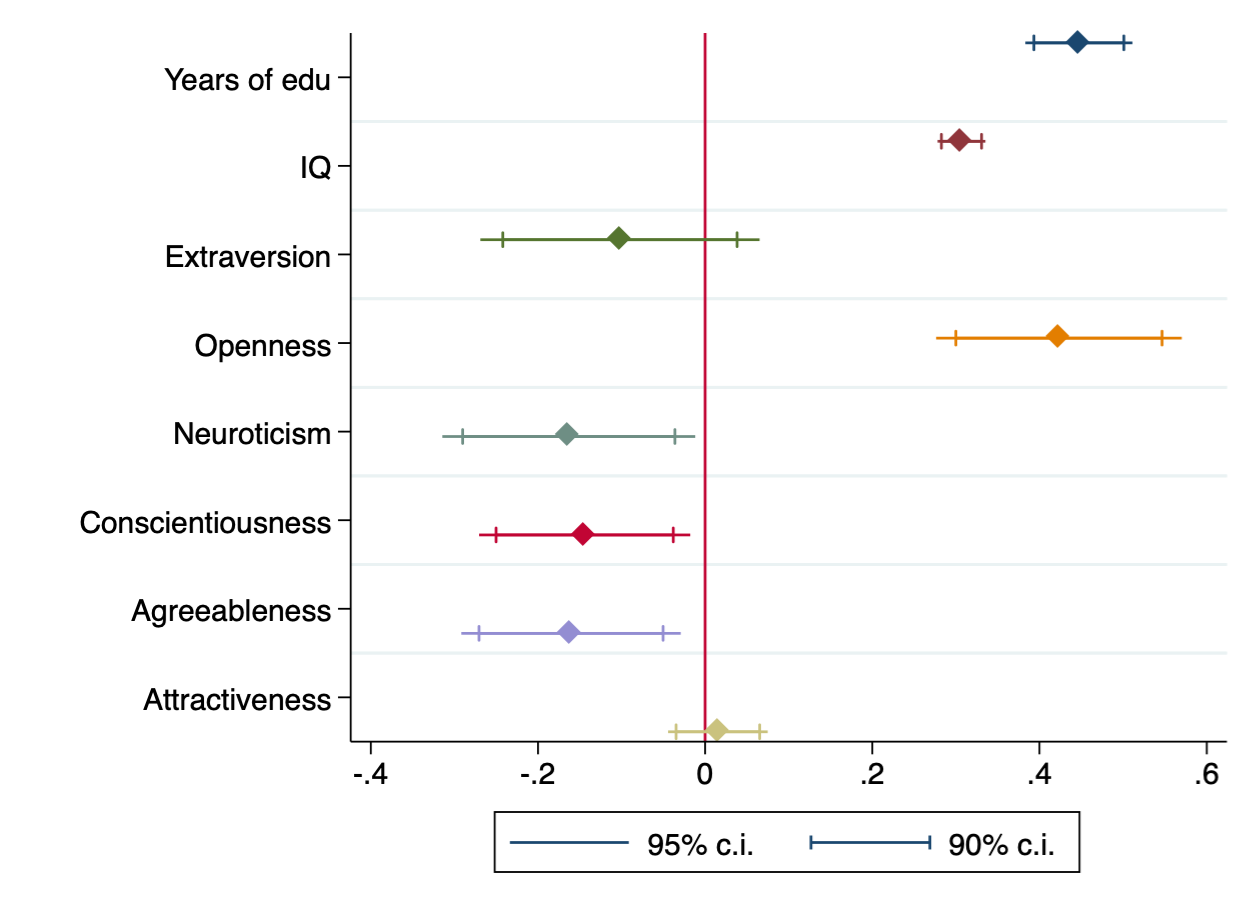 Years of edu
IQ
Extraversion
Openness
Neuroticism
Conscientiousness
Agreeableness
Attractiveness
-.4 -.2 0 .2 .4 .6
95% c.i. 90% c.i.